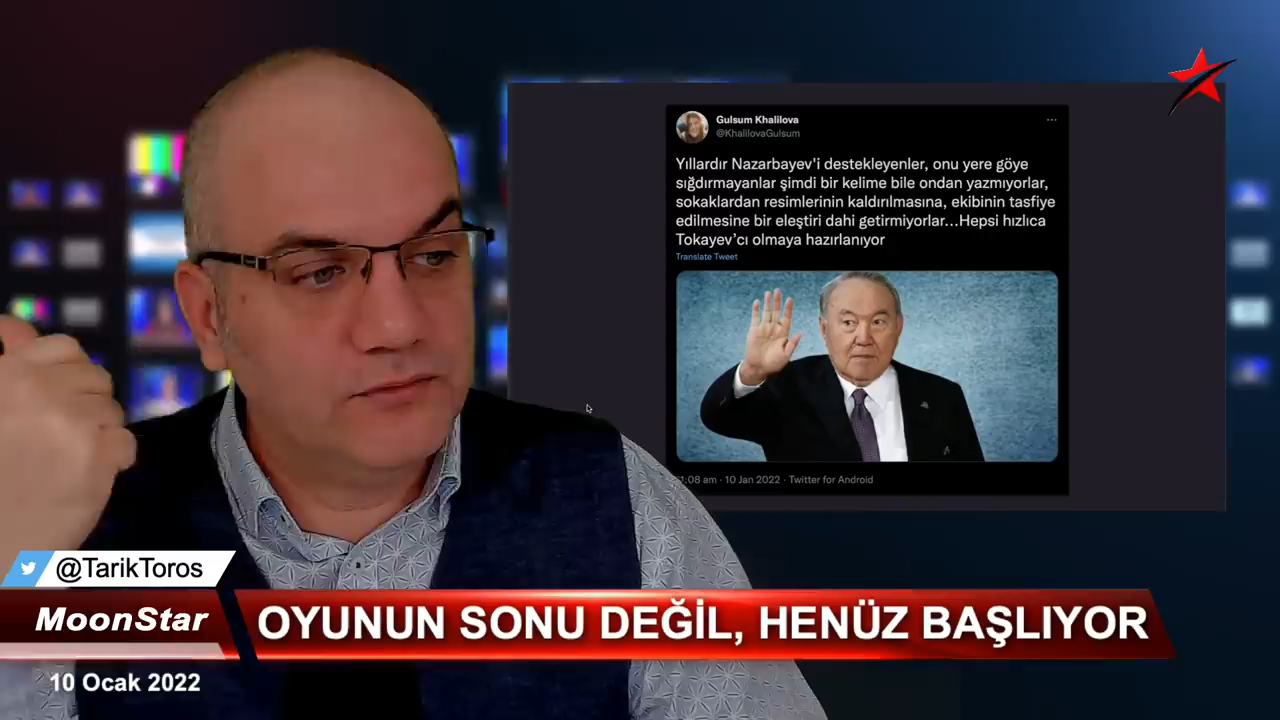 Gulsum Khalilova
@KhalilovaGulsum
Yıllardır Nazarbayev'i destekleyenler, onu yere göye
sığdırmayanlar şimdi bir kelime bile ondan yazmıyorlar,
sokaklardan resimlerinin kaldırılmasına, ekibinin tasfiye
edilmesine bir eleştiri dahi getirmiyorlar...Hepsi hızlıca
Tokayev’cı olmaya hazırlanıyor
Translate Tweet
:08 am · 10 Jan 2022 · Twitter for Android
@TarikToros
MoonStar
OYUNUN SONU DEĞİL, HENÜZ BAŞLIYOR
10 Ocak 2022